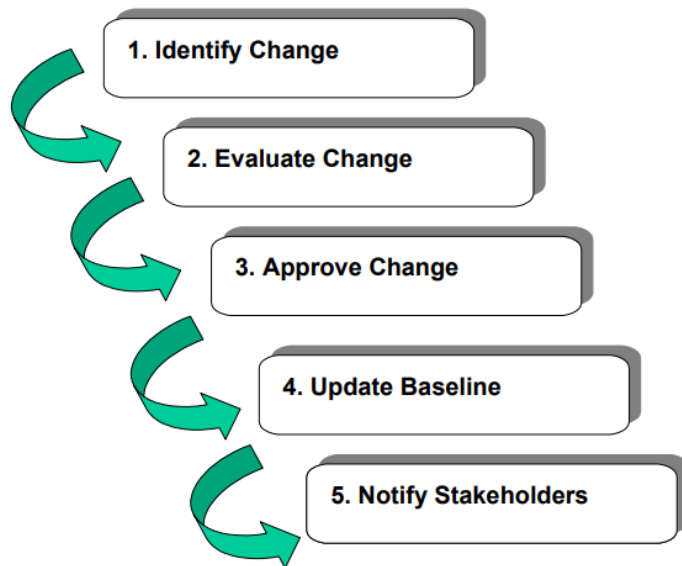 1. Identify Change
2. Evaluate Change
3. Approve Change
4. Update Baseline
5. Notify Stakeholders